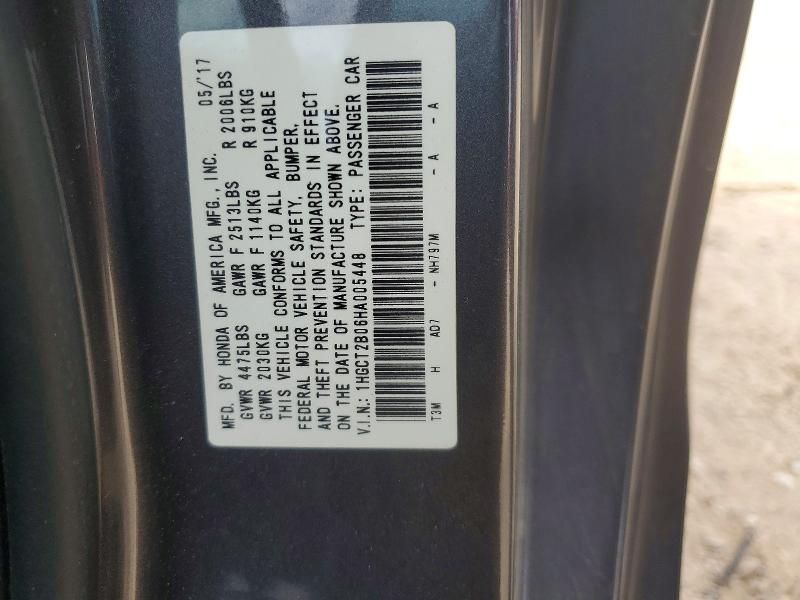 MFD. BY HONDA OF AMERICA MFG., INC. 05/'17
GVWR 4475LBS GAWR F 2513LBS R 2006LBS
GVWR 2030KG GAWR F 1140KG R 910KG
THIS VEHICLE CONFORMS TO ALL APPLICABLE
FEDERAL MOTOR VEHICLE SAFETY, BUMPER,
AND THEFT PREVENTION STANDARDS IN EFFECT
ON THE DATE OF MANUFACTURE SHOWN ABOVE.
V.I.N.: 1HGCT2B06HA005448 TYPE: PASSENGER CAR
T3M H AD7 - NH797M - A - A